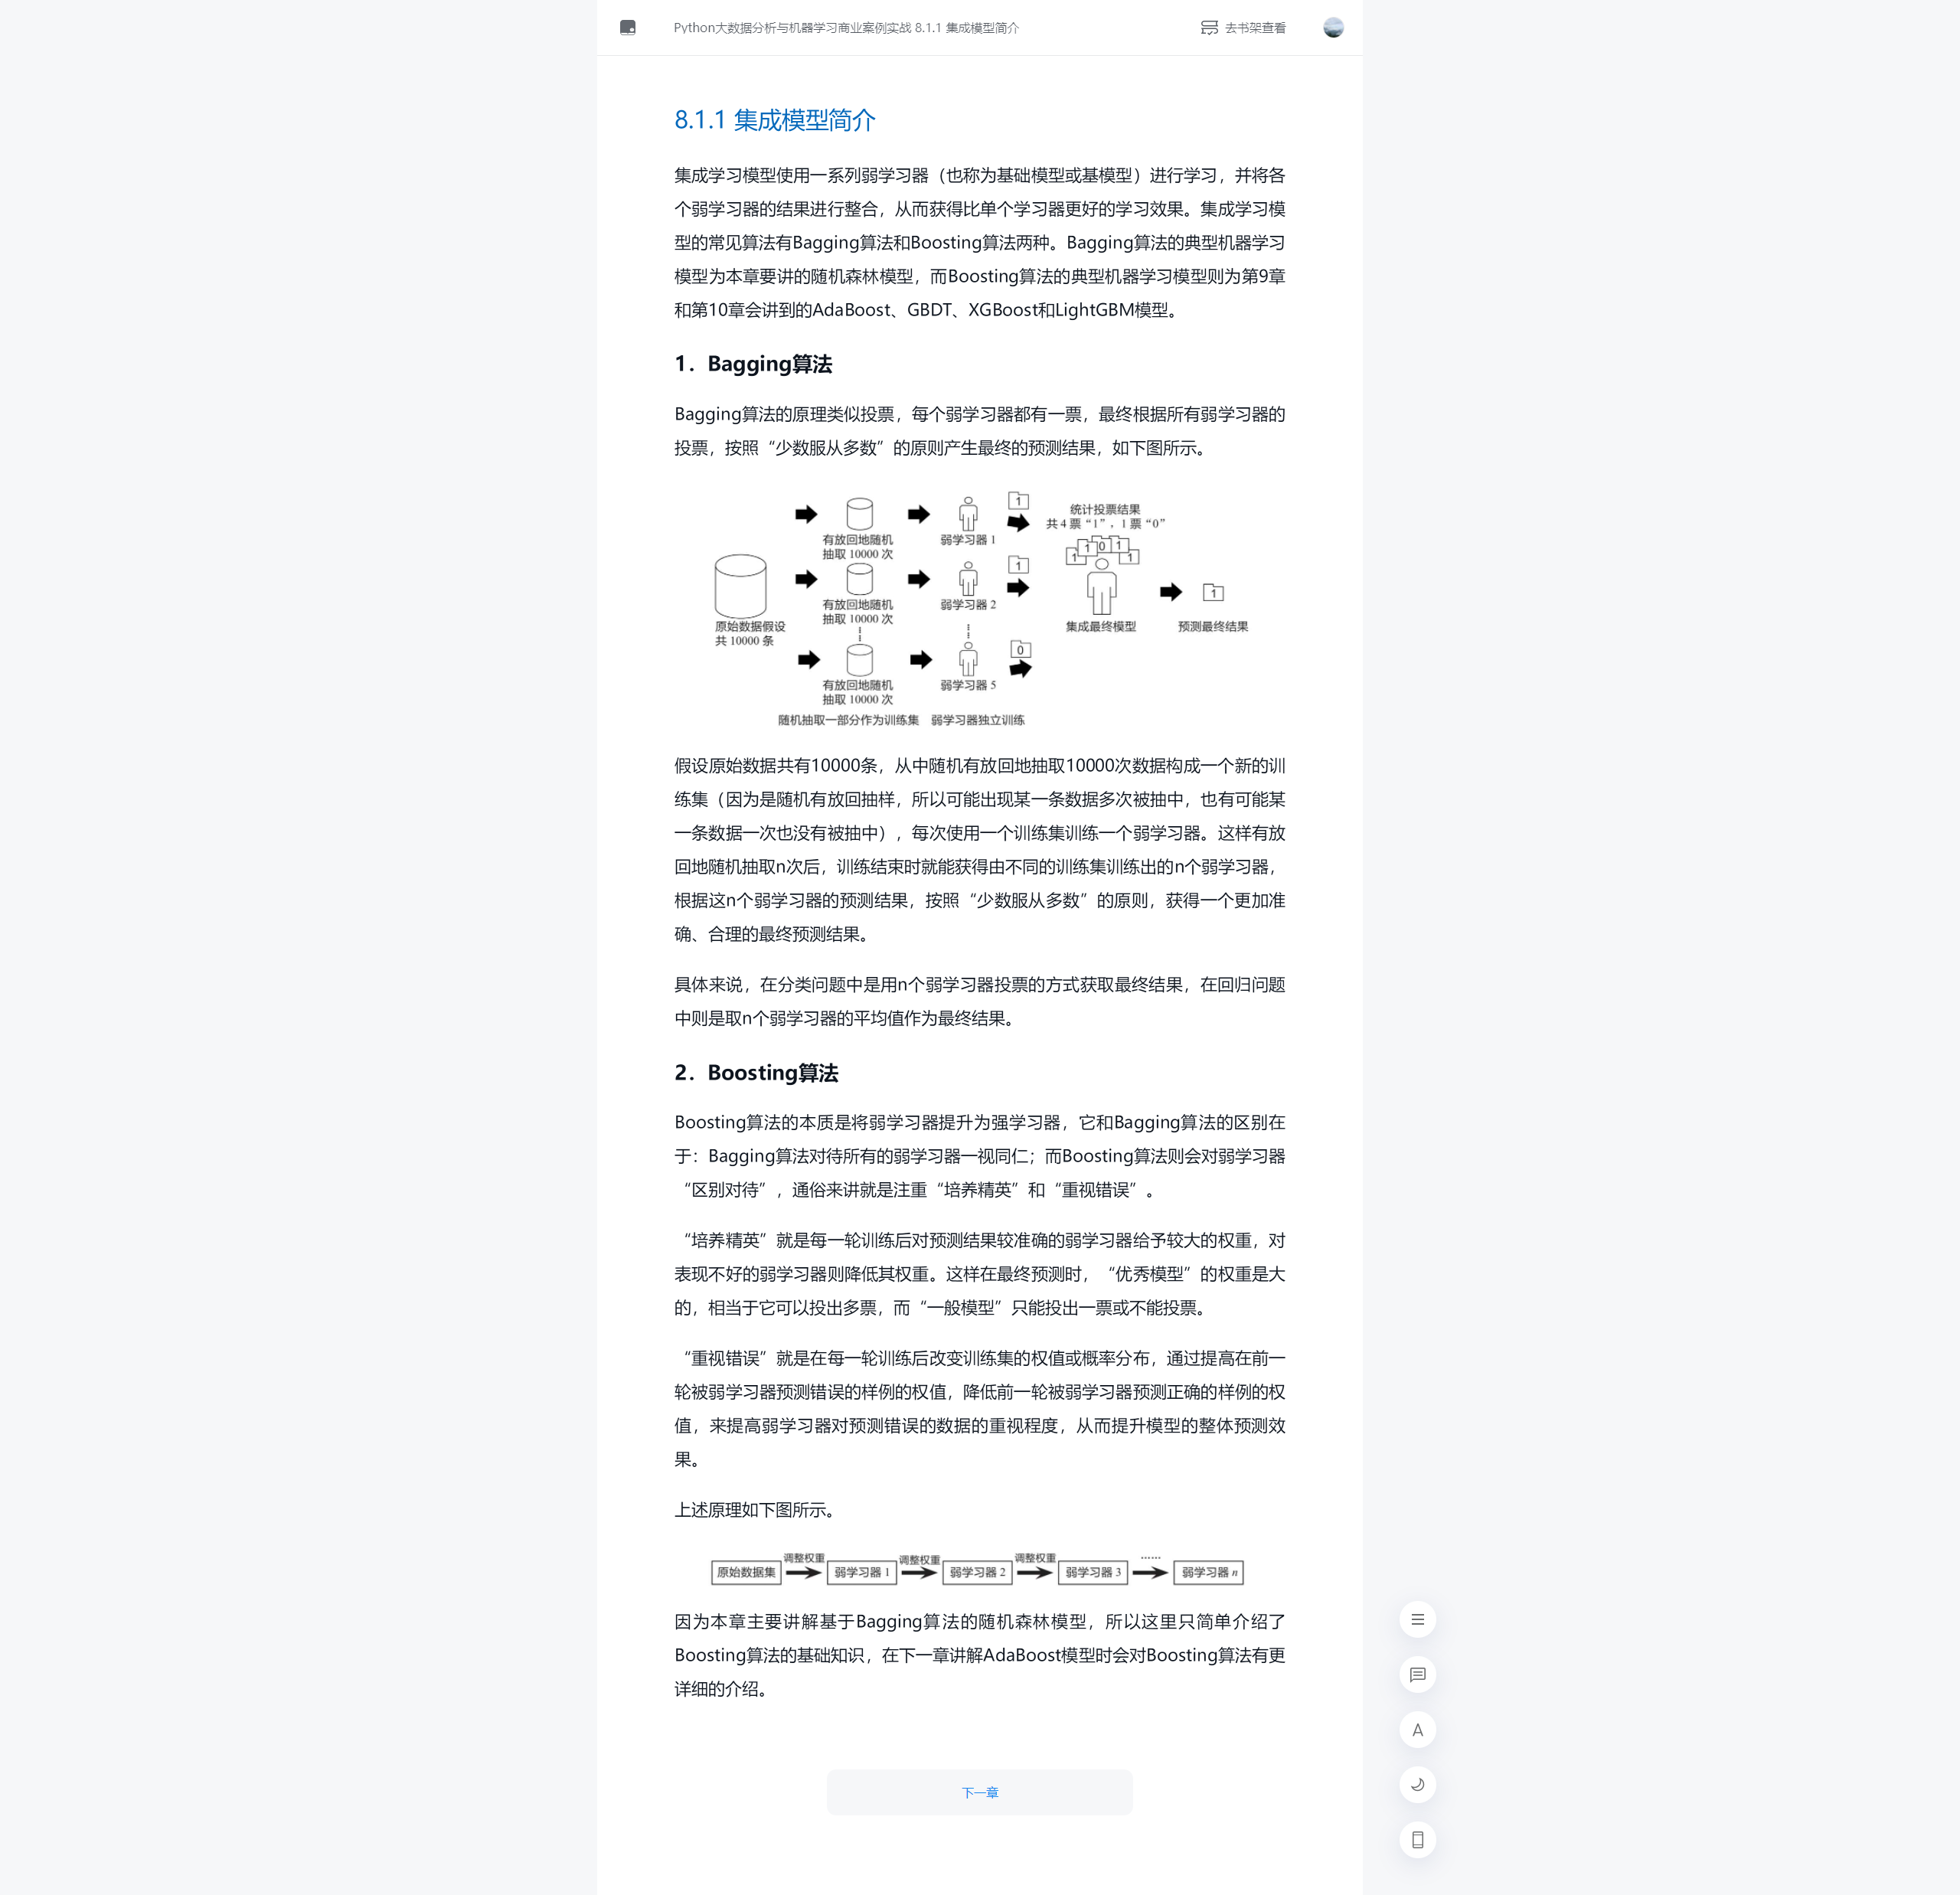 Python大数据分析与机器学习商业案例实战 8.1.1 集成模型简介
去书架查看
8.1.1 集成模型简介
集成学习模型使用一系列弱学习器（也称为基础模型或基模型）进行学习，并将各
个弱学习器的结果进行整合，从而获得比单个学习器更好的学习效果。集成学习模
型的常见算法有Bagging算法和Boosting算法两种。Bagging算法的典型机器学习
模型为本章要讲的随机森林模型，而Boosting算法的典型机器学习模型则为第9章
和第10章会讲到的AdaBoost、GBDT、XGBoost和LightGBM模型。
1．Bagging算法
Bagging算法的原理类似投票，每个弱学习器都有一票，最终根据所有弱学习器的
投票，按照“少数服从多数”的原则产生最终的预测结果，如下图所示。
原始数据假设
共 10000 条
有放回地随机
抽取 10000 次
弱学习器 1
1
有放回地随机
抽取 10000 次
弱学习器 2
1
有放回地随机
抽取 10000 次
弱学习器 5
0
随机抽取一部分作为训练集
弱学习器独立训练
统计投票结果
共 4 票“1”，1 票“0”
1 1 0 1 1
集成最终模型
1
预测最终结果
假设原始数据共有10000条，从中随机有放回地抽取10000次数据构成一个新的训
练集（因为是随机有放回抽样，所以可能出现某一条数据多次被抽中，也有可能某
一条数据一次也没有被抽中），每次使用一个训练集训练一个弱学习器。这样有放
回地随机抽取n次后，训练结束时就能获得由不同的训练集训练出的n个弱学习器，
根据这n个弱学习器的预测结果，按照“少数服从多数”的原则，获得一个更加准
确、合理的最终预测结果。
具体来说，在分类问题中是用n个弱学习器投票的方式获取最终结果，在回归问题
中则是取n个弱学习器的平均值作为最终结果。
2．Boosting算法
Boosting算法的本质是将弱学习器提升为强学习器，它和Bagging算法的区别在
于：Bagging算法对待所有的弱学习器一视同仁；而Boosting算法则会对弱学习器
“区别对待”，通俗来讲就是注重“培养精英”和“重视错误”。
“培养精英”就是每一轮训练后对预测结果较准确的弱学习器给予较大的权重，对
表现不好的弱学习器则降低其权重。这样在最终预测时，“优秀模型”的权重是大
的，相当于它可以投出多票，而“一般模型”只能投出一票或不能投票。
“重视错误”就是在每一轮训练后改变训练集的权值或概率分布，通过提高在前一
轮被弱学习器预测错误的样例的权值，降低前一轮被弱学习器预测正确的样例的权
值，来提高弱学习器对预测错误的数据的重视程度，从而提升模型的整体预测效
果。
上述原理如下图所示。
原始数据集
调整权重
弱学习器 1
调整权重
弱学习器 2
调整权重
弱学习器 3
……
弱学习器 n
因为本章主要讲解基于Bagging算法的随机森林模型，所以这里只简单介绍了
Boosting算法的基础知识，在下一章讲解AdaBoost模型时会对Boosting算法有更
详细的介绍。
下一章
A